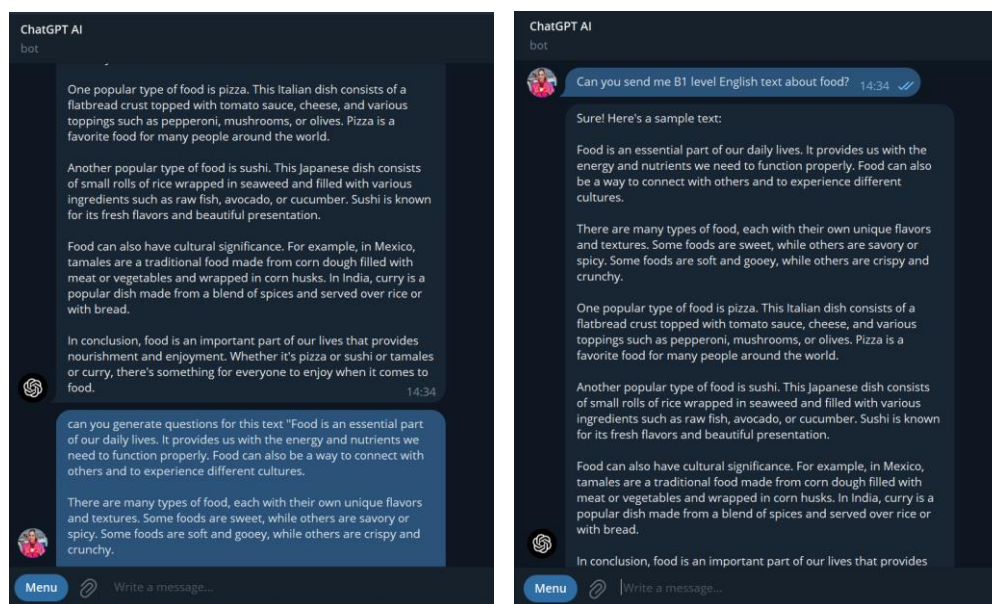 ChatGPT AI
bot
One popular type of food is pizza. This Italian dish consists of a
flatbread crust topped with tomato sauce, cheese, and various
toppings such as pepperoni, mushrooms, or olives. Pizza is a
favorite food for many people around the world.
Another popular type of food is sushi. This Japanese dish consists
of small rolls of rice wrapped in seaweed and filled with various
ingredients such as raw fish, avocado, or cucumber. Sushi is known
for its fresh flavors and beautiful presentation.
Food can also have cultural significance. For example, in Mexico,
tamales are a traditional food made from corn dough filled with
meat or vegetables and wrapped in corn husks. In India, curry is a
popular dish made from a blend of spices and served over rice or
with bread.
In conclusion, food is an important part of our lives that provides
nourishment and enjoyment. Whether it's pizza or sushi or tamales
or curry, there's something for everyone to enjoy when it comes to
food. 14:34
can you generate questions for this text "Food is an essential part
of our daily lives. It provides us with the energy and nutrients we
need to function properly. Food can also be a way to connect with
others and to experience different cultures.
There are many types of food, each with their own unique flavors
and textures. Some foods are sweet, while others are savory or
spicy. Some foods are soft and gooey, while others are crispy and
crunchy.
Menu Write a message...
ChatGPT AI
bot
Can you send me B1 level English text about food? 14:34
Sure! Here's a sample text:
Food is an essential part of our daily lives. It provides us with the
energy and nutrients we need to function properly. Food can also
be a way to connect with others and to experience different
cultures.
There are many types of food, each with their own unique flavors
and textures. Some foods are sweet, while others are savory or
spicy. Some foods are soft and gooey, while others are crispy and
crunchy.
One popular type of food is pizza. This Italian dish consists of a
flatbread crust topped with tomato sauce, cheese, and various
toppings such as pepperoni, mushrooms, or olives. Pizza is a
favorite food for many people around the world.
Another popular type of food is sushi. This Japanese dish consists
of small rolls of rice wrapped in seaweed and filled with various
ingredients such as raw fish, avocado, or cucumber. Sushi is known
for its fresh flavors and beautiful presentation.
Food can also have cultural significance. For example, in Mexico,
tamales are a traditional food made from corn dough filled with
meat or vegetables and wrapped in corn husks. In India, curry is a
popular dish made from a blend of spices and served over rice or
with bread.
In conclusion, food is an important part of our lives that provides
Menu Write a message...